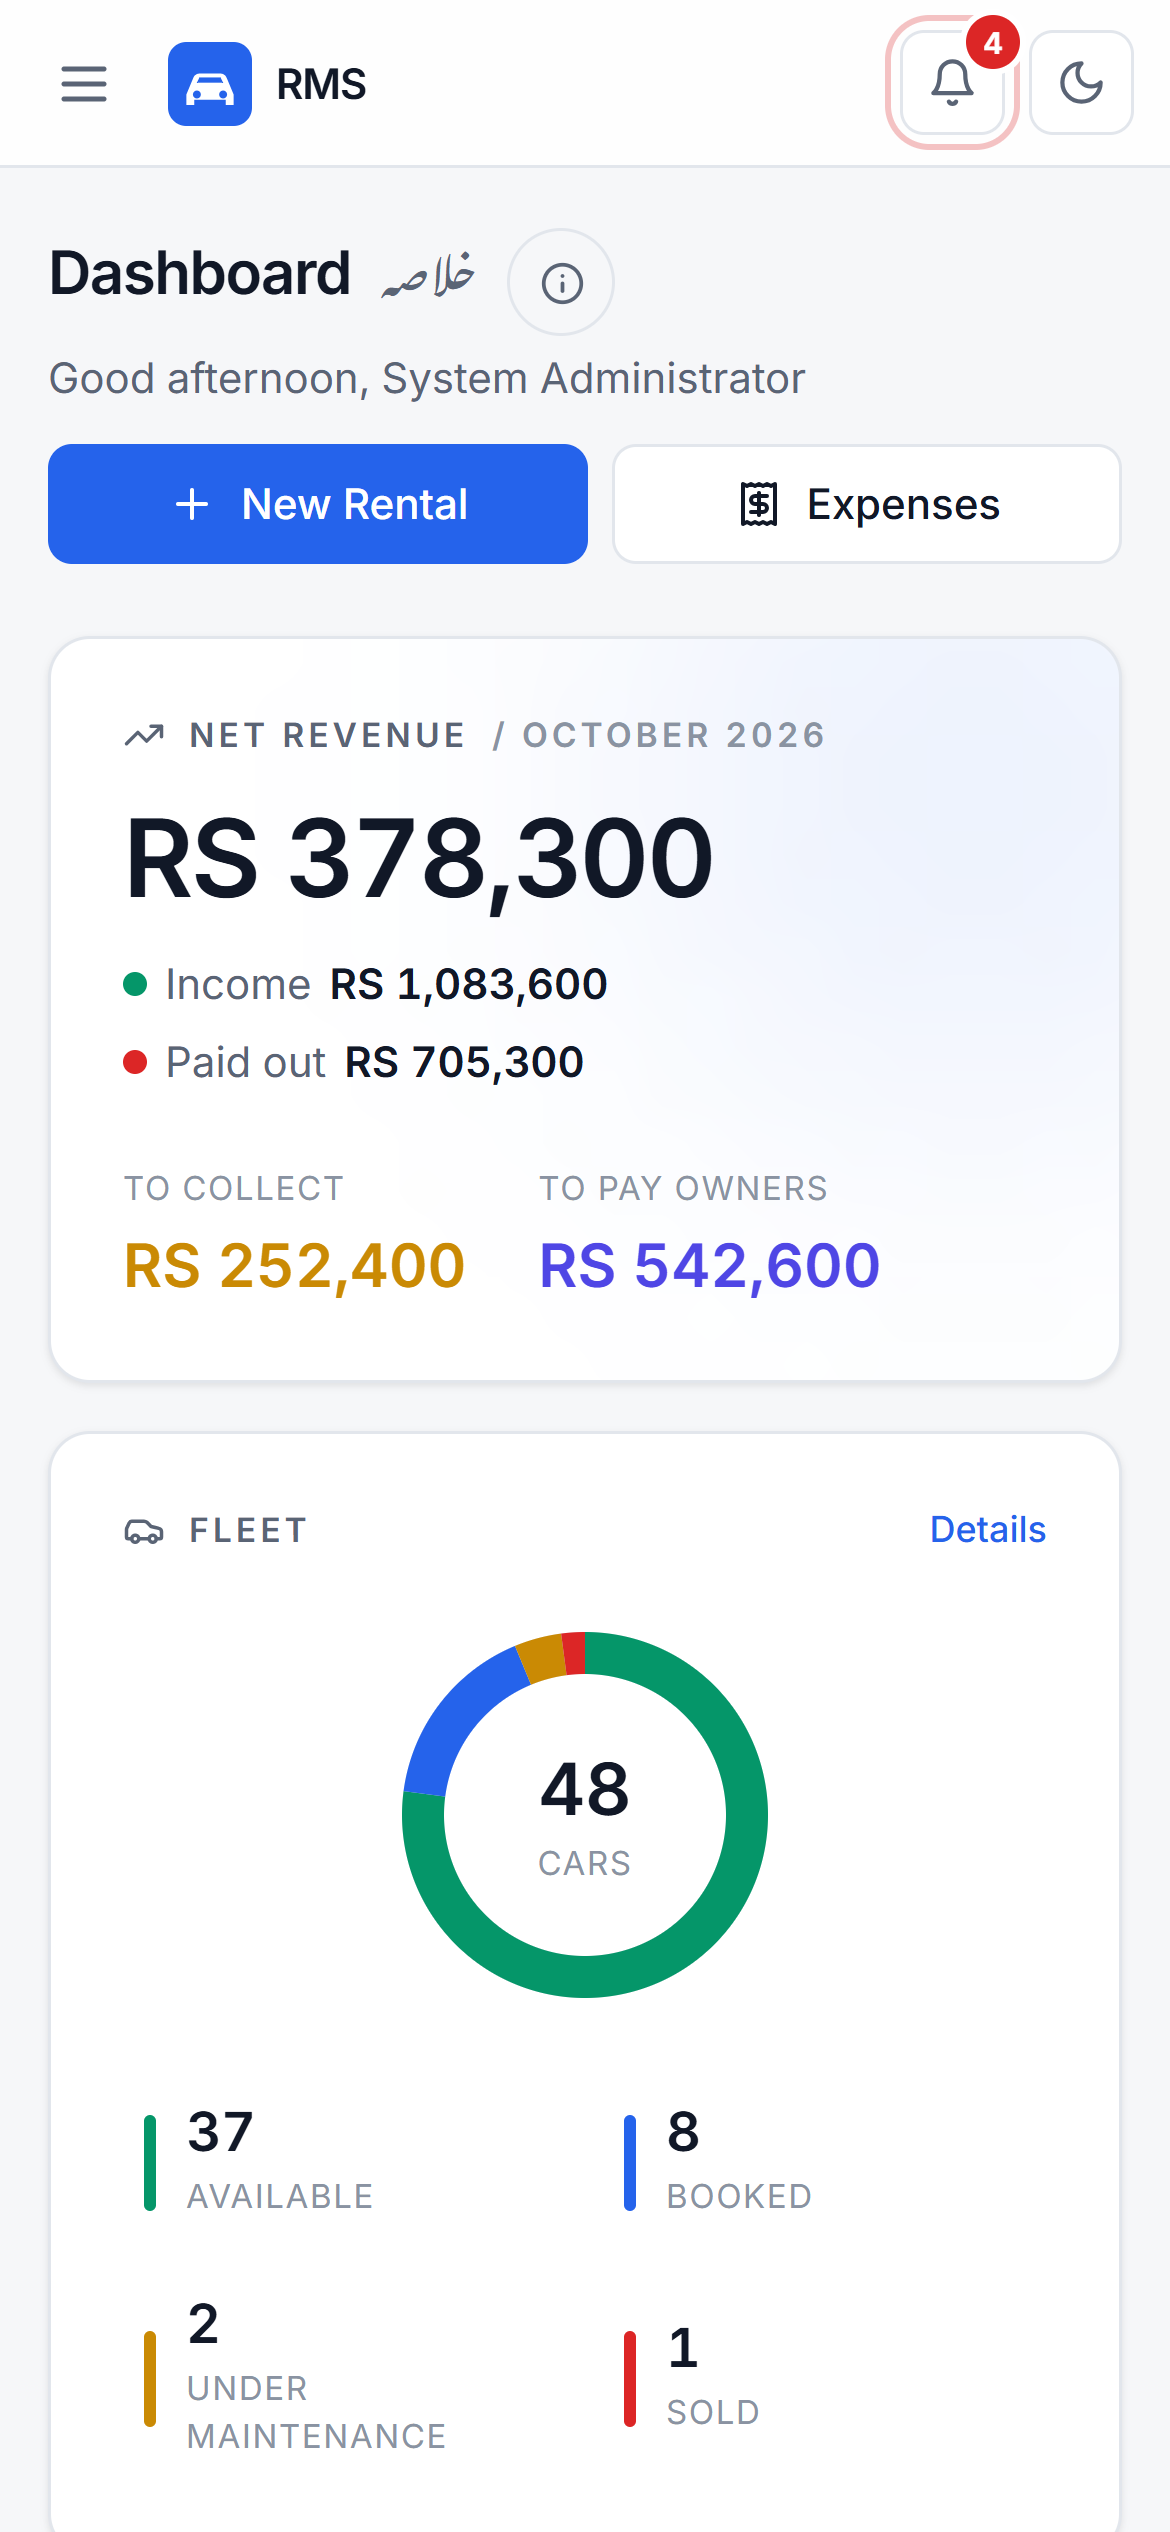 RMS
4
Dashboard خلاصہ
Good afternoon, System Administrator
New Rental
Expenses
NET REVENUE / OCTOBER 2026
RS 378,300
Income RS 1,083,600
Paid out RS 705,300
TO COLLECT
RS 252,400
TO PAY OWNERS
RS 542,600
FLEET
Details
48
CARS
37
AVAILABLE
8
BOOKED
2
UNDER
MAINTENANCE
1
SOLD